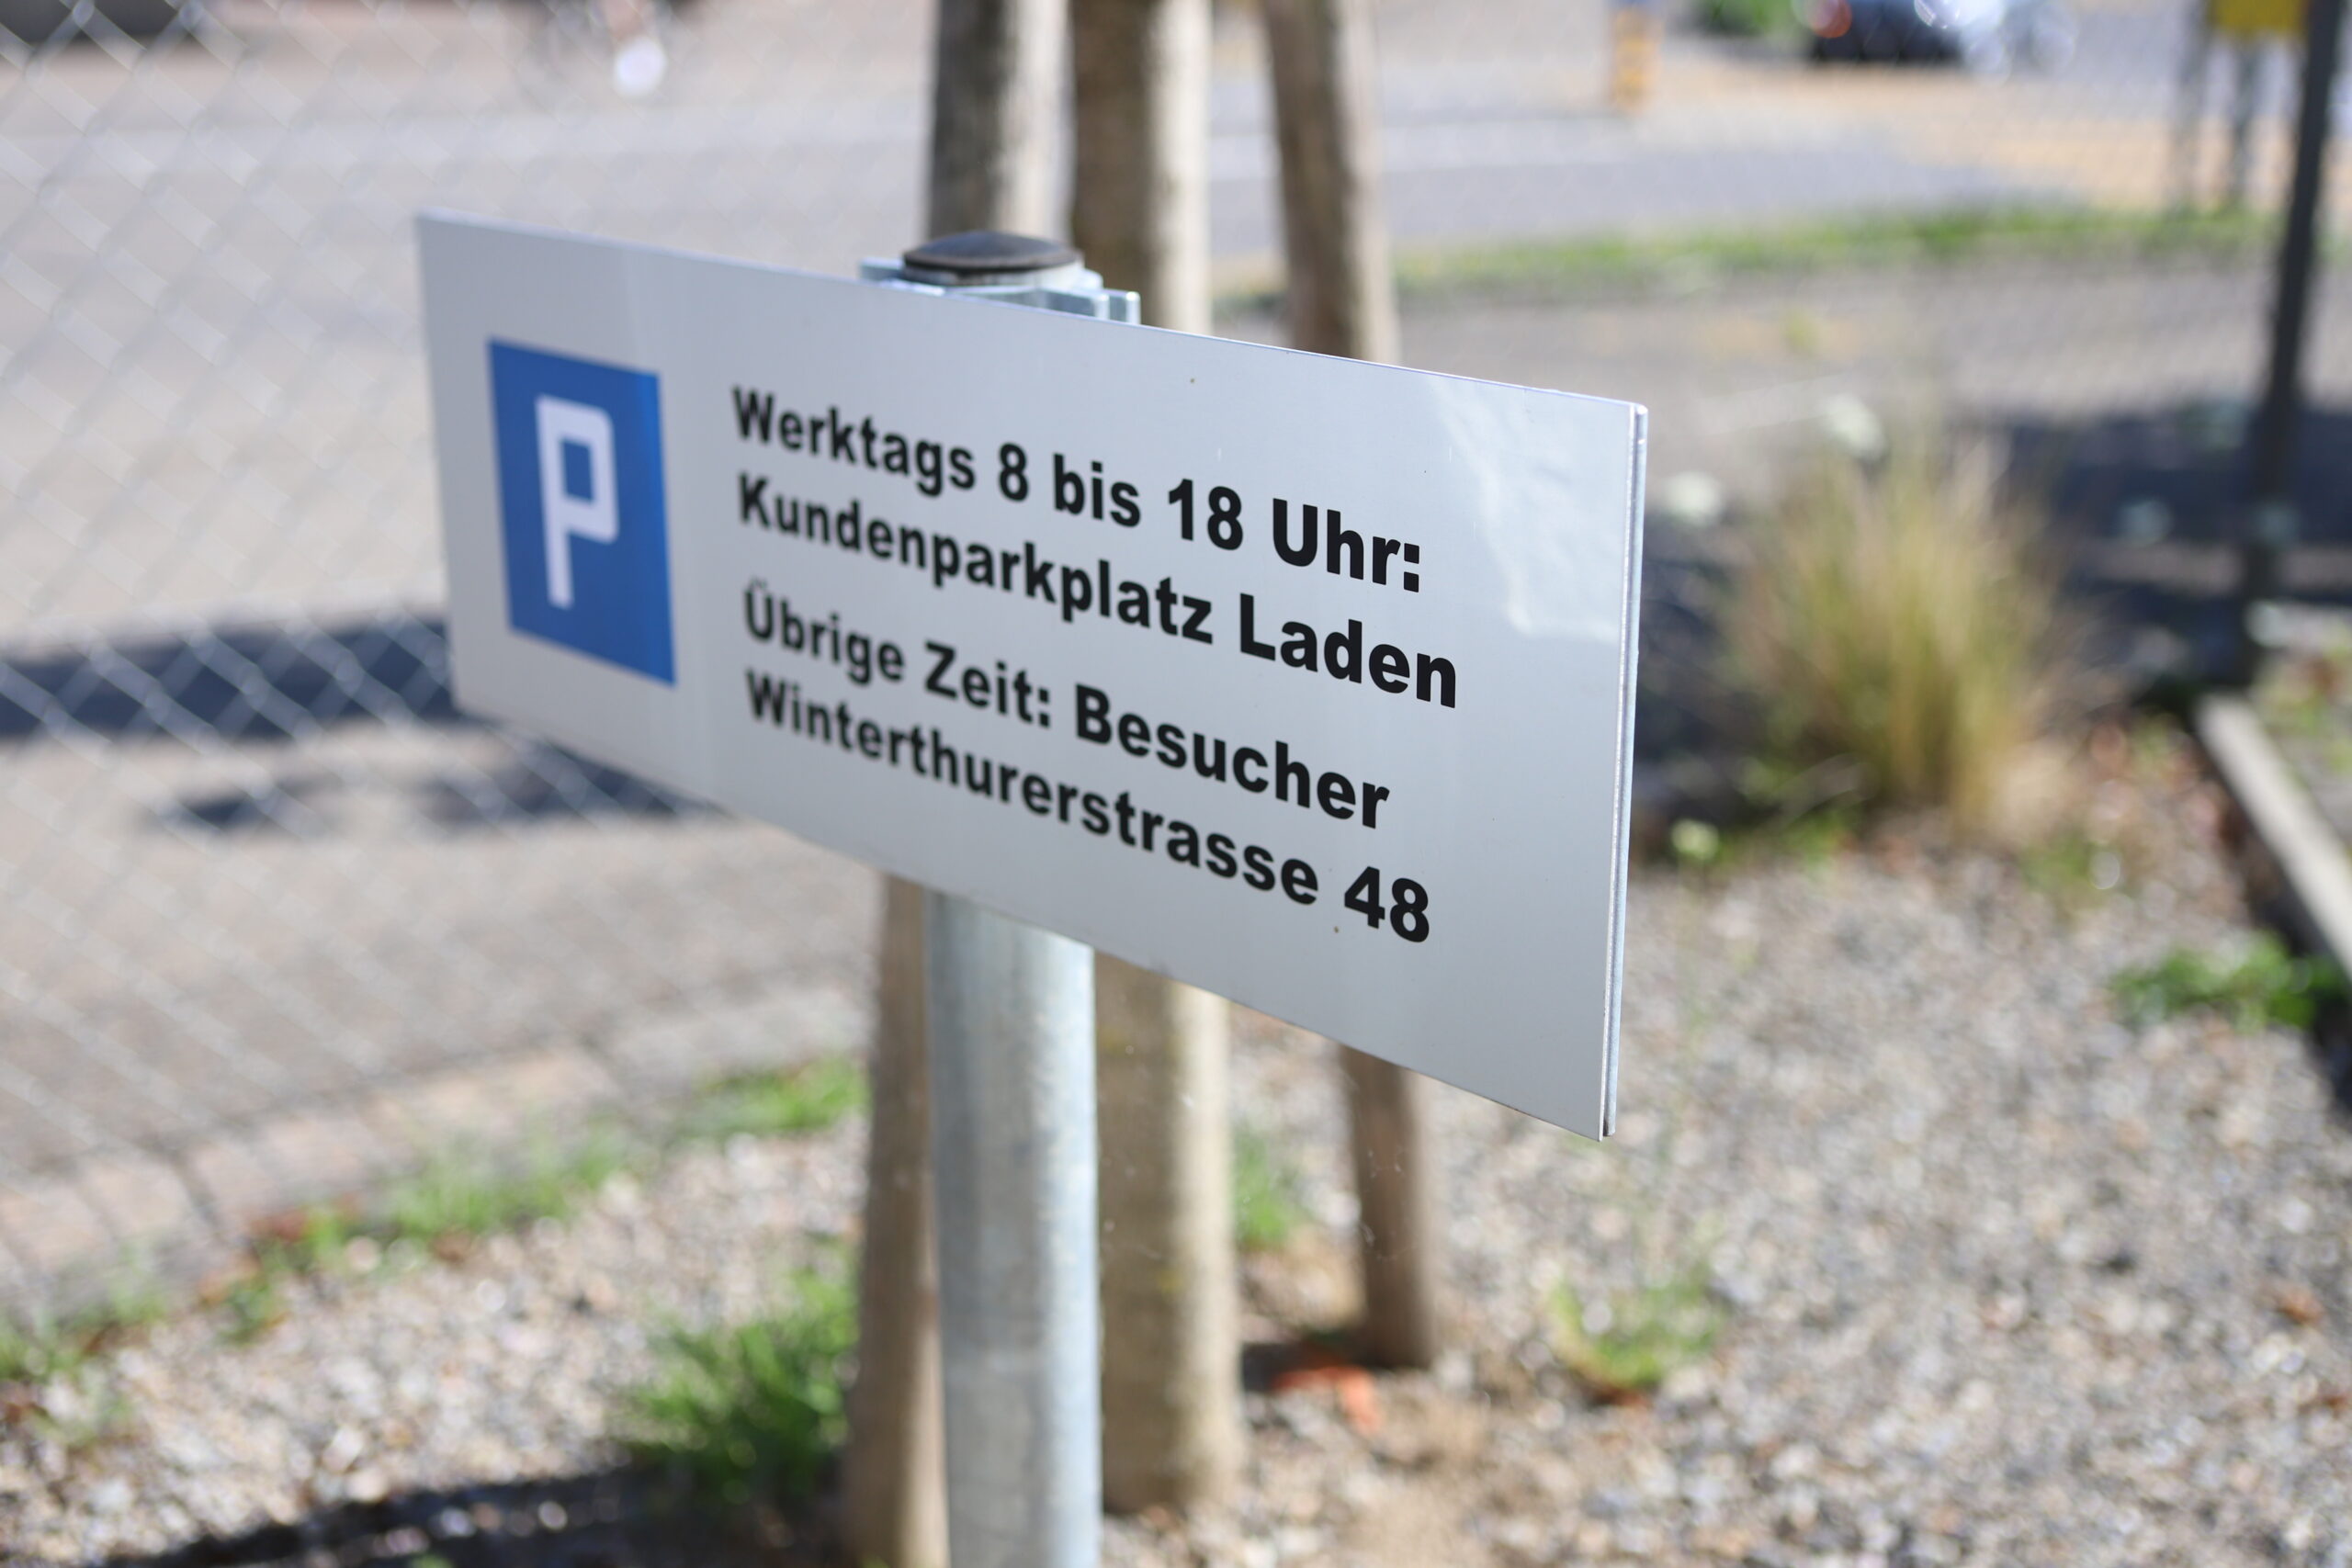 P
Werktags 8 bis 18 Uhr:
Kundenparkplatz Laden
Übrige Zeit: Besucher
Winterthurerstrasse 48